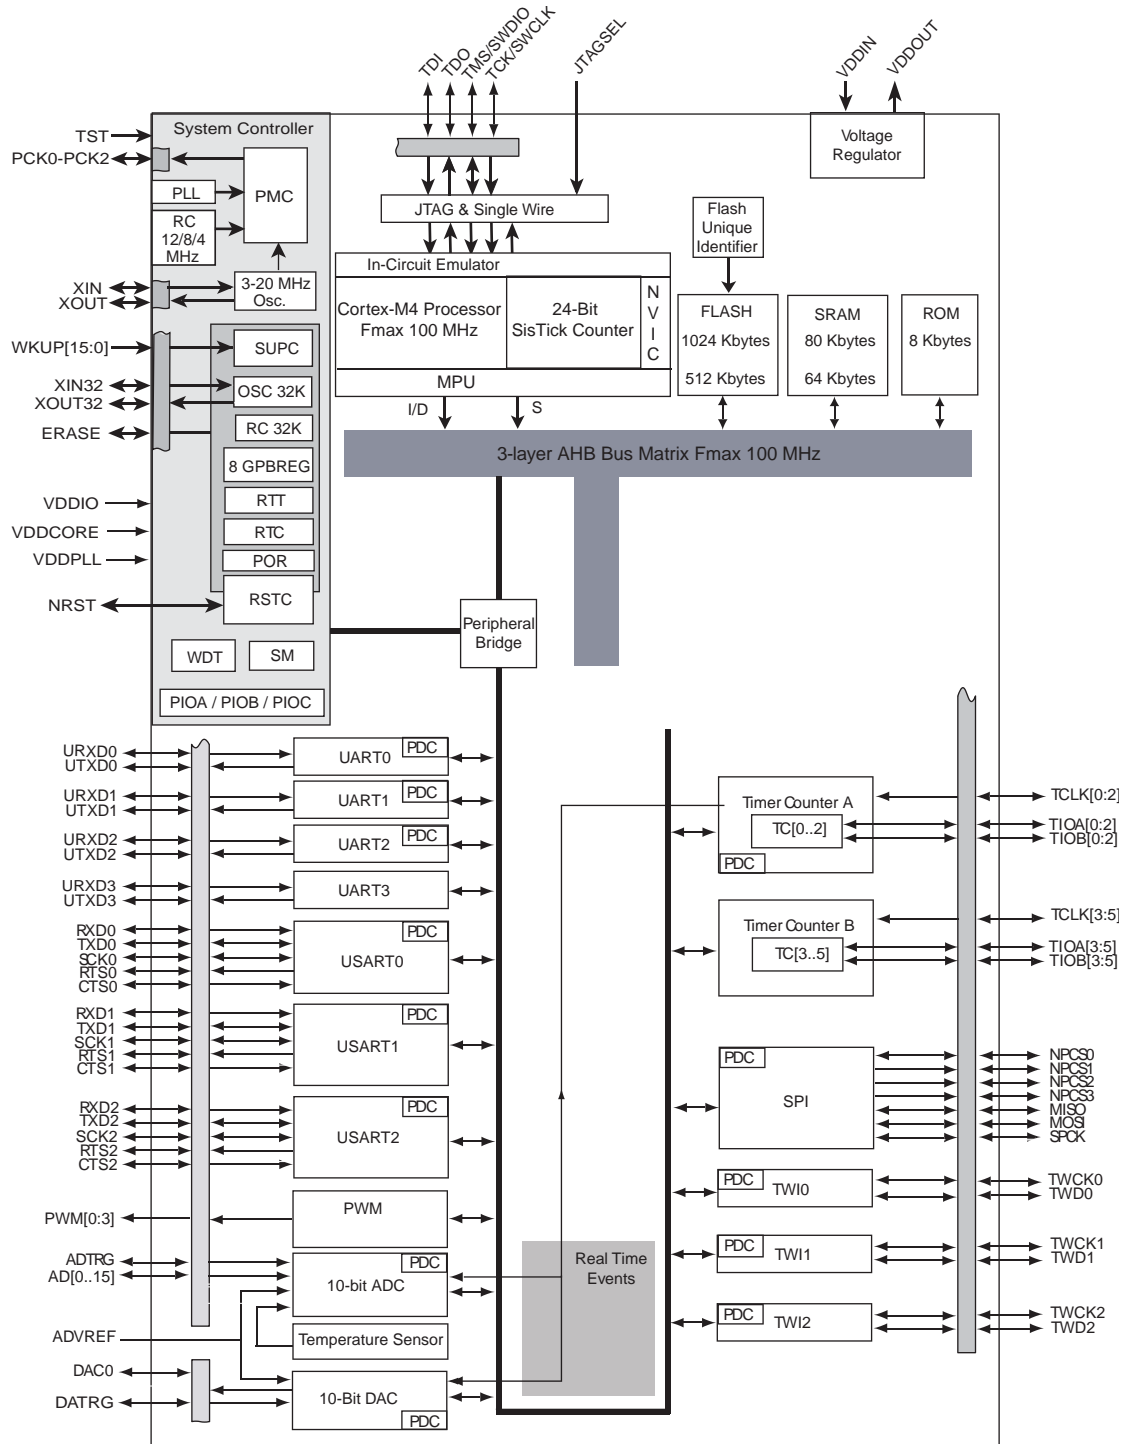 TDI
TDO
TMS/SWDIO
TCK/SWCLK
JTAGSEL
VDDIN
VDDOUT
System Controller
TST
PCK0-PCK2
PLL
PMC
RC
12/8/4
MHz
XIN
XOUT
3-20 MHz
Osc.
WKUP[15:0]
SUPC
XIN32
XOUT32
OSC 32K
ERASE
RC 32K
8 GPBREG
VDDIO
RTT
VDDCORE
RTC
VDDPLL
POR
NRST
RSTC
WDT
SM
PIOA / PIOB / PIOC
JTAG & Single Wire
In-Circuit Emulator
Cortex-M4 Processor
Fmax 100 MHz
24-Bit
SisTick Counter
N
V
I
C
MPU
I/D
S
Voltage
Regulator
Flash
Unique
Identifier
FLASH
1024 Kbytes
512 Kbytes
SRAM
80 Kbytes
64 Kbytes
ROM
8 Kbytes
3-layer AHB Bus Matrix Fmax 100 MHz
Peripheral
Bridge
URXD0
UTXD0
UART0
PDC
URXD1
UTXD1
UART1
PDC
URXD2
UTXD2
UART2
PDC
URXD3
UTXD3
UART3
RXD0
TXD0
SCK0
RTS0
CTS0
USART0
PDC
RXD1
TXD1
SCK1
RTS1
CTS1
USART1
PDC
RXD2
TXD2
SCK2
RTS2
CTS2
USART2
PDC
PWM[0:3]
PWM
ADTRG
AD[0..15]
10-bit ADC
PDC
ADVREF
Temperature Sensor
DAC0
DATRG
10-Bit DAC
PDC
Real Time
Events
Timer Counter A
TC[0..2]
PDC
TCLK[0:2]
TIOA[0:2]
TIOB[0:2]
Timer Counter B
TC[3..5]
TCLK[3:5]
TIOA[3:5]
TIOB[3:5]
PDC
SPI
NPCS0
NPCS1
NPCS2
NPCS3
MISO
MOSI
SPCK
PDC
TWI0
TWCK0
TWD0
PDC
TWI1
TWCK1
TWD1
PDC
TWI2
TWCK2
TWD2